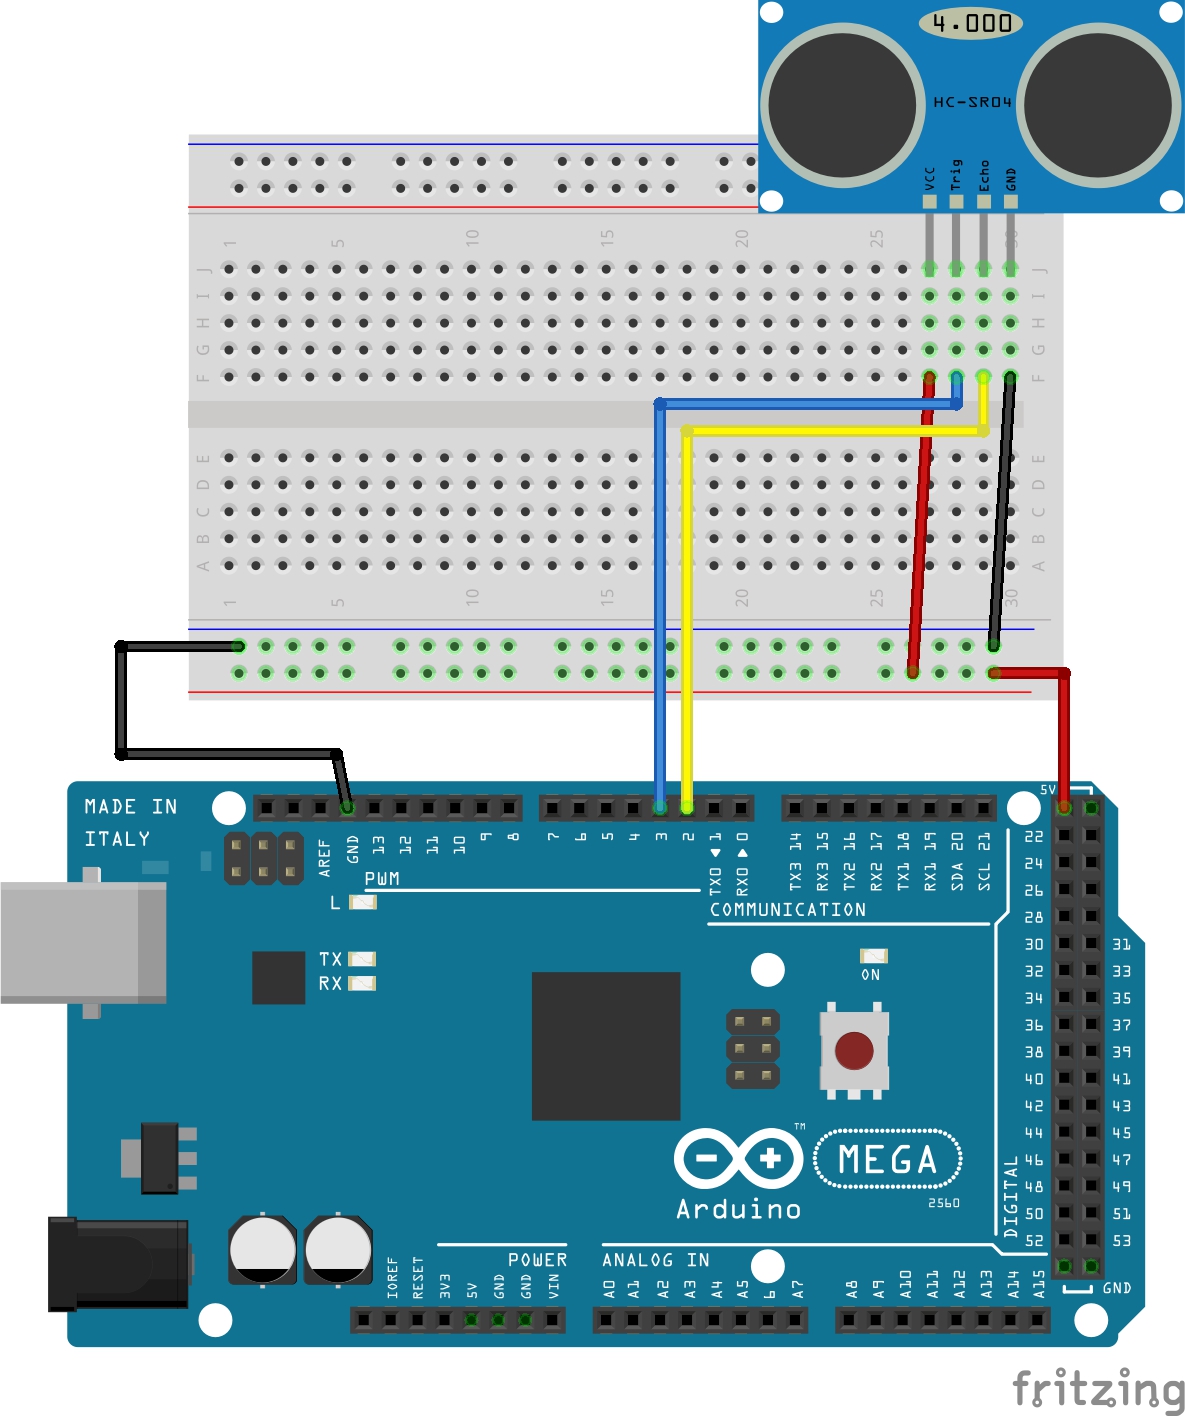 4.000
HC-SR04
VCC Trig Echo GND
1 5 10 15 20 25 30
J J
I I
H H
G G
F F
E E
D D
C C
B B
A A
1 5 10 15 20 25 30
MADE IN
ITALY
5V
AREF GND 13 12 11 10 9 8 7 6 5 4 3 2 TX0 1 RX0 0 TX3 14 RX3 15 TX2 16 RX2 17 TX1 18 RX1 19 SDA 20 SCL 21
PWM
COMMUNICATION
L
TX
RX
ON
22
24
26
28
30 31
32 33
34 35
36 37
38 39
40 41
42 43
44 45
46 47
48 49
50 51
52 53
DIGITAL
GND
TM
MEGA
2560
Arduino
POWER ANALOG IN
IOREF RESET 3V3 5V GND GND VIN A0 A1 A2 A3 A4 A5 6 A7 A8 A9 A10 A11 A12 A13 A14 A15
fritzing